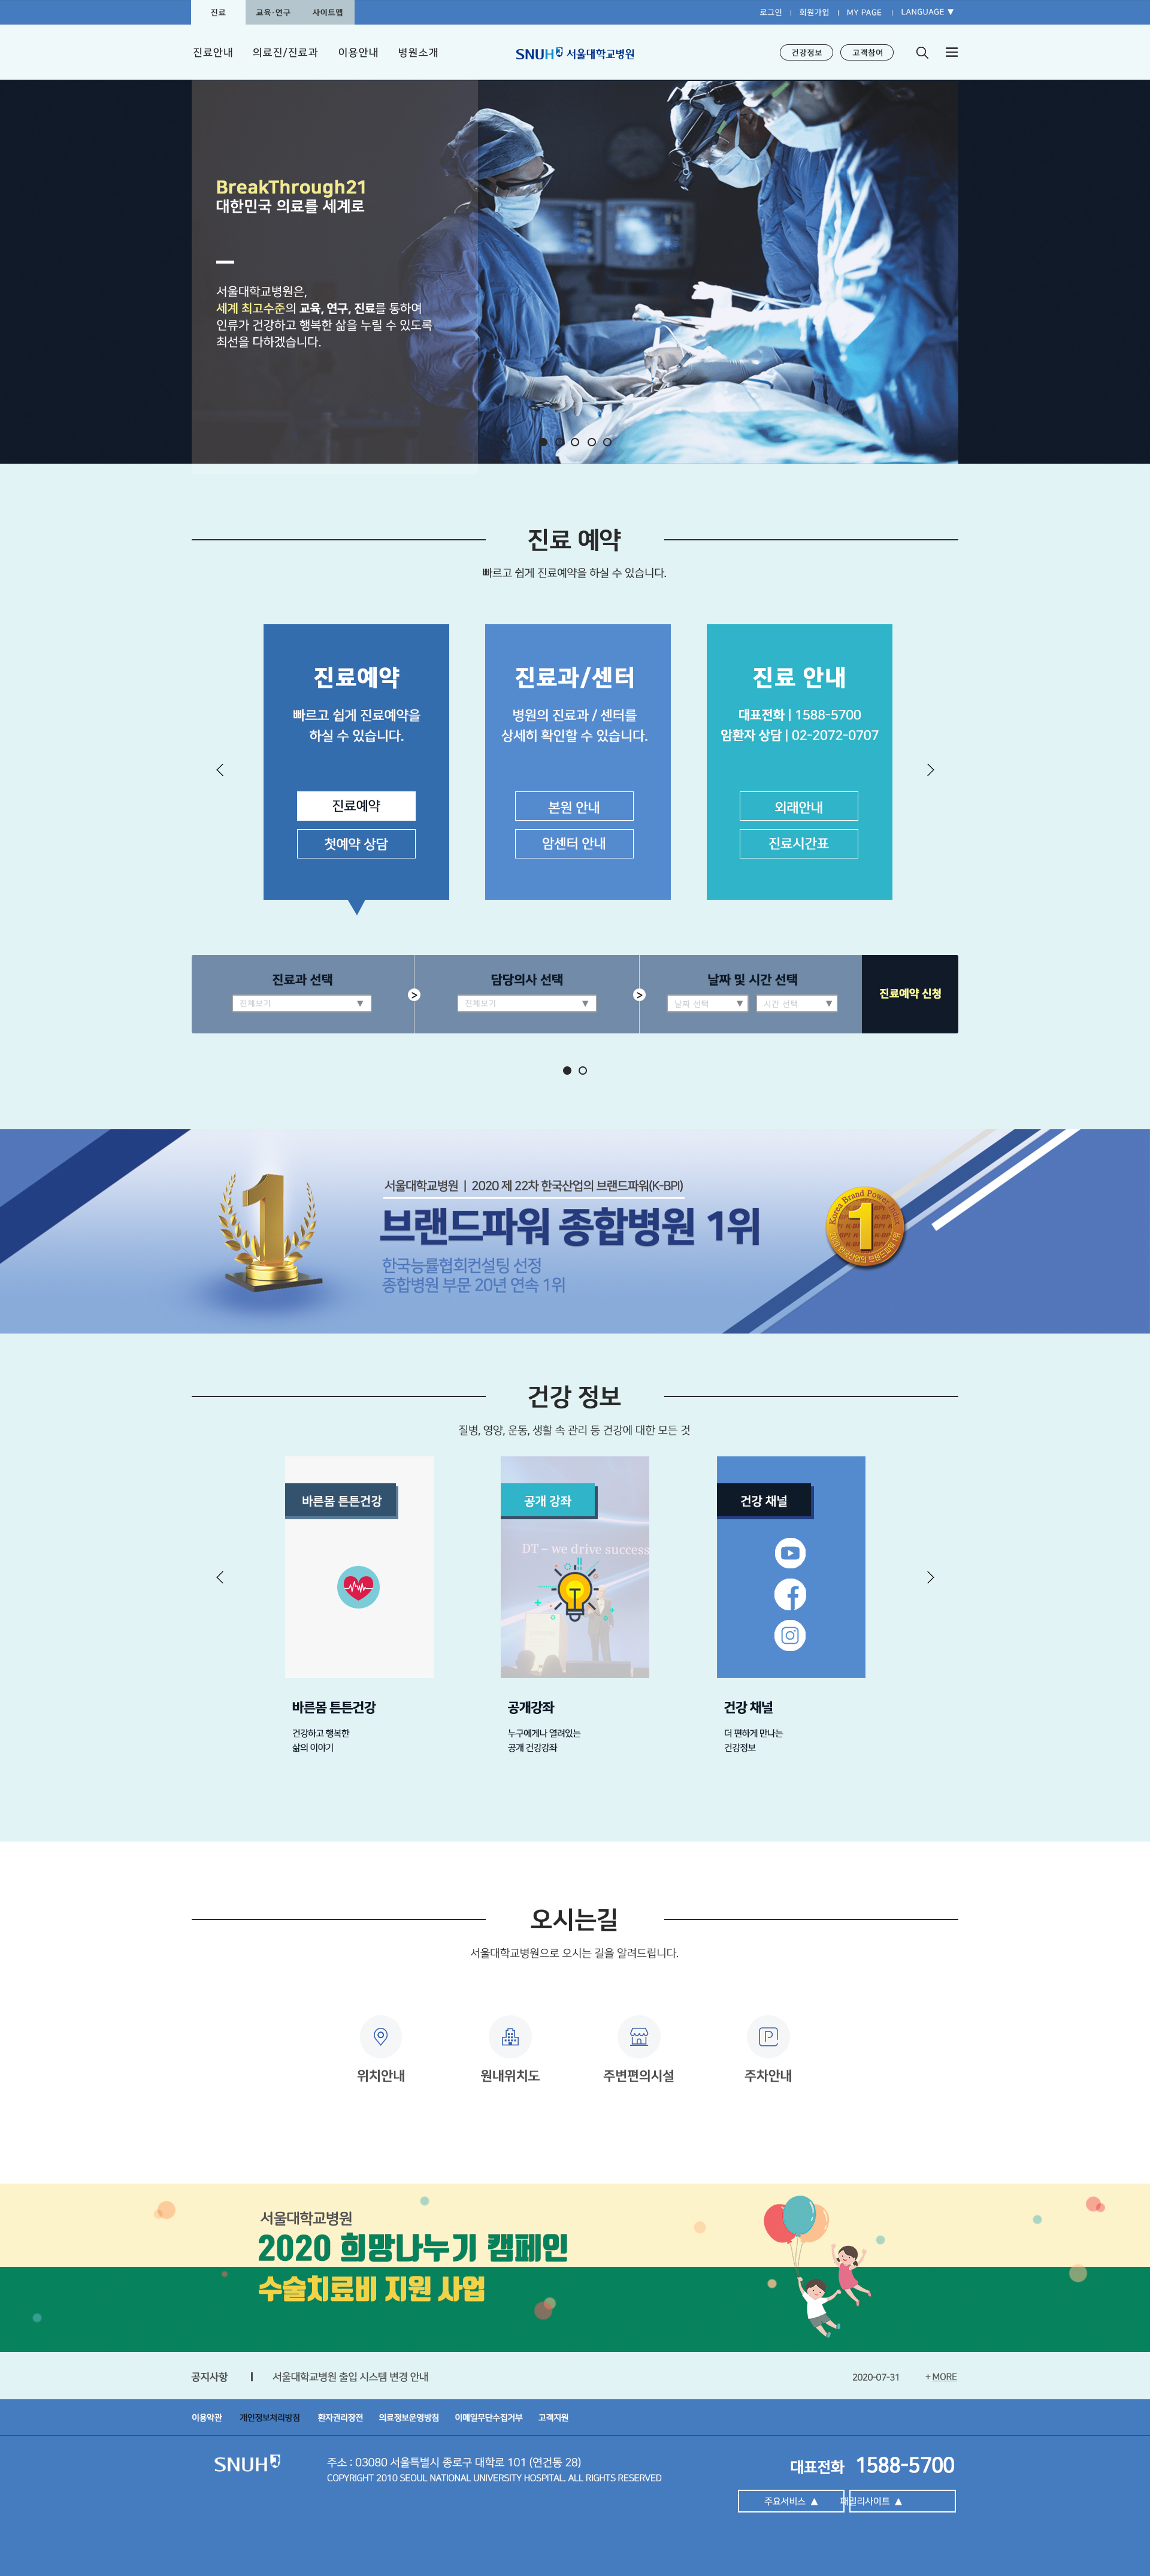 진료
교육·연구
사이트맵
로그인
회원가입
MY PAGE
LANGUAGE ▼
진료안내
의료진/진료과
이용안내
병원소개
SNUH 서울대학교병원
건강정보
고객참여
BreakThrough21
대한민국 의료를 세계로
서울대학교병원은,
세계 최고수준의 교육, 연구, 진료를 통하여
인류가 건강하고 행복한 삶을 누릴 수 있도록
최선을 다하겠습니다.
진료 예약
빠르고 쉽게 진료예약을 하실 수 있습니다.
진료예약
빠르고 쉽게 진료예약을
하실 수 있습니다.
진료예약
첫예약 상담
진료과/센터
병원의 진료과 / 센터를
상세히 확인할 수 있습니다.
본원 안내
암센터 안내
진료 안내
대표전화 | 1588-5700
암환자 상담 | 02-2072-0707
외래안내
진료시간표
진료과 선택
전체보기 ▼
담당의사 선택
전체보기 ▼
날짜 및 시간 선택
날짜 선택 ▼
시간 선택 ▼
진료예약 신청
1
서울대학교병원 | 2020 제 22차 한국산업의 브랜드파워(K-BPI)
브랜드파워 종합병원 1위
한국능률협회컨설팅 선정
종합병원 부문 20년 연속 1위
Korea Brand Power Index
1
건강 정보
질병, 영양, 운동, 생활 속 관리 등 건강에 대한 모든 것
바른몸 튼튼건강
공개 강좌
DT – we drive success
건강 채널
바른몸 튼튼건강
건강하고 행복한
삶의 이야기
공개강좌
누구에게나 열려있는
공개 건강강좌
건강 채널
더 편하게 만나는
건강정보
오시는길
서울대학교병원으로 오시는 길을 알려드립니다.
위치안내
원내위치도
주변편의시설
P
주차안내
서울대학교병원
2020 희망나누기 캠페인
수술치료비 지원 사업
공지사항 | 서울대학교병원 출입 시스템 변경 안내
2020-07-31
+ MORE
이용약관
개인정보처리방침
환자권리장전
의료정보운영방침
이메일무단수집거부
고객지원
SNUH
주소 : 03080 서울특별시 종로구 대학로 101 (연건동 28)
COPYRIGHT 2010 SEOUL NATIONAL UNIVERSITY HOSPITAL. ALL RIGHTS RESERVED
대표전화 1588-5700
주요서비스 ▲
패밀리사이트 ▲